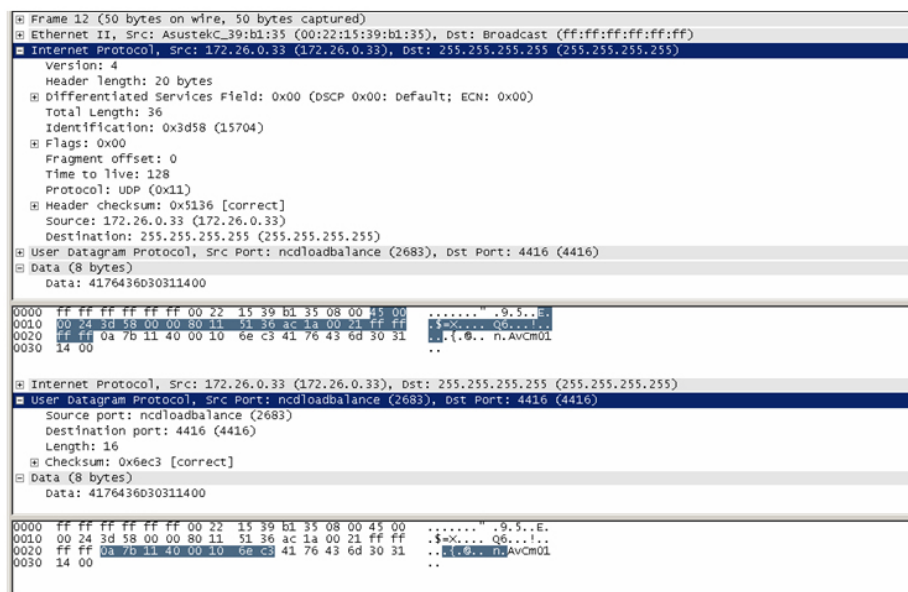 Frame 12 (50 bytes on wire, 50 bytes captured)
Ethernet II, Src: AsustekC_39:b1:35 (00:22:15:39:b1:35), Dst: Broadcast (ff:ff:ff:ff:ff:ff)
Internet Protocol, Src: 172.26.0.33 (172.26.0.33), Dst: 255.255.255.255 (255.255.255.255)
Version: 4
Header length: 20 bytes
Differentiated Services Field: 0x00 (DSCP 0x00: Default; ECN: 0x00)
Total Length: 36
Identification: 0x3d58 (15704)
Flags: 0x00
Fragment offset: 0
Time to live: 128
Protocol: UDP (0x11)
Header checksum: 0x5136 [correct]
Source: 172.26.0.33 (172.26.0.33)
Destination: 255.255.255.255 (255.255.255.255)
User Datagram Protocol, Src Port: ncdloadbalance (2683), Dst Port: 4416 (4416)
Data (8 bytes)
Data: 4176436D30311400
0000 ff ff ff ff ff ff 00 22 15 39 b1 35 08 00 45 00 ......." .9.5..E.
0010 00 24 3d 58 00 00 80 11 51 36 ac 1a 00 21 ff ff .$=X.... Q6...!..
0020 ff ff 0a 7b 11 40 00 10 6e c3 41 76 43 6d 30 31 ...{.@.. n.AvCm01
0030 14 00 ..
Internet Protocol, Src: 172.26.0.33 (172.26.0.33), Dst: 255.255.255.255 (255.255.255.255)
User Datagram Protocol, Src Port: ncdloadbalance (2683), Dst Port: 4416 (4416)
Source port: ncdloadbalance (2683)
Destination port: 4416 (4416)
Length: 16
Checksum: 0x6ec3 [correct]
Data (8 bytes)
Data: 4176436D30311400
0000 ff ff ff ff ff ff 00 22 15 39 b1 35 08 00 45 00 ......." .9.5..E.
0010 00 24 3d 58 00 00 80 11 51 36 ac 1a 00 21 ff ff .$=X.... Q6...!..
0020 ff ff 0a 7b 11 40 00 10 6e c3 41 76 43 6d 30 31 ...{.@.. n.AvCm01
0030 14 00 ..